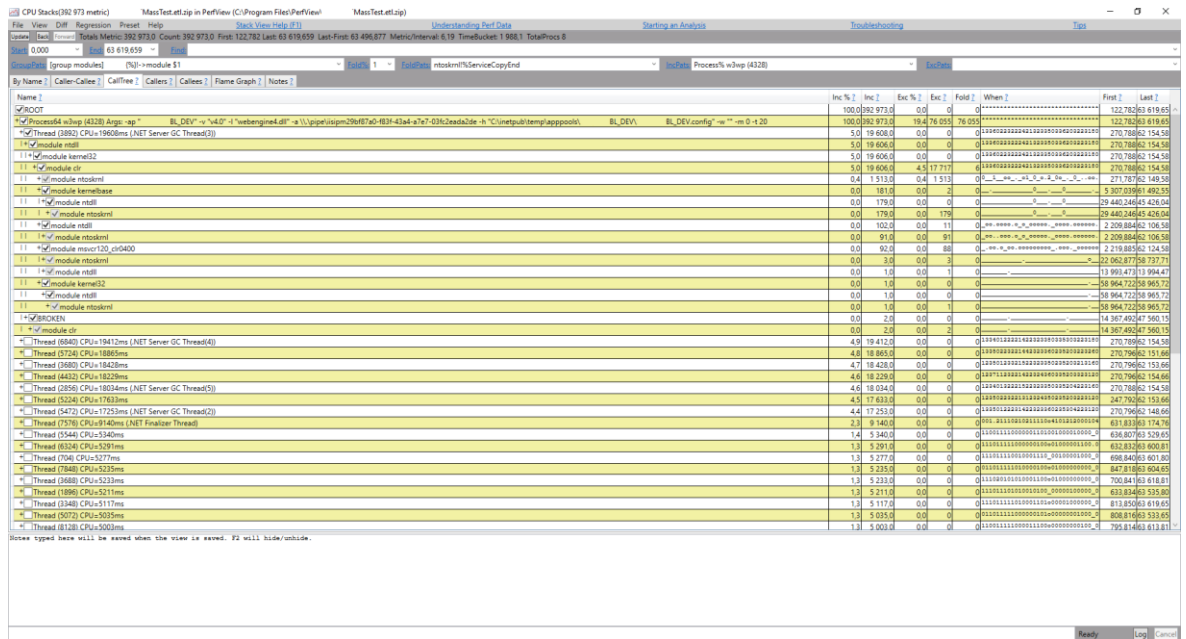 CPU Stacks(392 973 metric) `MassTest.etl.zip in PerfView (C:\Program Files\PerfView\ `MassTest.etl.zip)
File View Diff Regression Preset Help Stack View Help (F1) Understanding Perf Data Starting an Analysis Troubleshooting Tips
Update Back Forward Totals Metric: 392 973,0 Count: 392 973,0 First: 122,782 Last: 63 619,659 Last-First: 63 496,877 Metric/Interval: 6,19 TimeBucket: 1 988,1 TotalProcs 8
Start: 0,000 End: 63 619,659 Find:
GroupPats: [group modules] {%}!->module $1 Fold%: 1 FoldPats: ntoskrnl!%ServiceCopyEnd IncPats: Process% w3wp (4328) ExcPats:
By Name ? Caller-Callee ? CallTree ? Callers ? Callees ? Flame Graph ? Notes ?
Name ? Inc % ? Inc ? Exc % ? Exc ? Fold ? When ? First ? Last ?
ROOT 100,0 392 973,0 0,0 0 0 122,782 63 619,65
+ Process64 w3wp (4328) Args: -ap " BL_DEV" -v "v4.0" -l "webengine4.dll" -a \\.\pipe\iisipm29bf87a0-f83f-43a4-a7e7-03fc2eada2de -h "C:\inetpub\temp\apppools\ BL_DEV\ BL_DEV.config" -w "" -m 0 -t 20 100,0 392 973,0 19,4 76 055 76 055 122,782 63 619,65
+ Thread (3892) CPU=19608ms (.NET Server GC Thread(4)) 5,0 19 608,0 0,0 0 0 270,788 62 154,58
+ module ntdll 5,0 19 606,0 0,0 0 0 270,788 62 154,58
+ module kernel32 5,0 19 606,0 0,0 0 0 270,788 62 154,58
+ module clr 5,0 19 606,0 4,5 17 717 6 270,788 62 154,58
+ module ntoskrnl 0,4 1 513,0 0,4 1 513 0 271,787 62 149,58
+ module kernelbase 0,0 181,0 0,0 2 0 5 307,039 61 492,55
+ module ntdll 0,0 179,0 0,0 0 0 29 440,246 45 426,04
+ module ntoskrnl 0,0 179,0 0,0 179 0 29 440,246 45 426,04
+ module ntdll 0,0 102,0 0,0 11 0 2 209,884 62 106,58
+ module ntoskrnl 0,0 91,0 0,0 91 0 2 209,884 62 106,58
+ module msvcr120_clr0400 0,0 92,0 0,0 88 0 2 219,885 62 124,58
+ module ntoskrnl 0,0 3,0 0,0 3 0 22 062,877 58 737,71
+ module ntdll 0,0 1,0 0,0 1 0 13 993,473 13 994,47
+ module kernel32 0,0 1,0 0,0 0 0 58 964,722 58 965,72
+ module ntdll 0,0 1,0 0,0 0 0 58 964,722 58 965,72
+ module ntoskrnl 0,0 1,0 0,0 1 0 58 964,722 58 965,72
+ BROKEN 0,0 2,0 0,0 0 0 14 367,492 47 560,15
+ module clr 0,0 2,0 0,0 2 0 14 367,492 47 560,15
+ Thread (6840) CPU=19412ms (.NET Server GC Thread(4)) 4,9 19 412,0 0,0 0 0 270,789 62 154,58
+ Thread (5724) CPU=18865ms 4,8 18 865,0 0,0 0 0 270,796 62 151,66
+ Thread (3680) CPU=18428ms 4,7 18 428,0 0,0 0 0 270,796 62 153,66
+ Thread (4432) CPU=18229ms 4,6 18 229,0 0,0 0 0 270,796 62 154,66
+ Thread (2856) CPU=18034ms (.NET Server GC Thread(5)) 4,6 18 034,0 0,0 0 0 270,788 62 154,58
+ Thread (5224) CPU=17633ms 4,5 17 633,0 0,0 0 0 247,792 62 153,66
+ Thread (5472) CPU=17253ms (.NET Server GC Thread(2)) 4,4 17 253,0 0,0 0 0 270,796 62 148,66
+ Thread (7576) CPU=9140ms (.NET Finalizer Thread) 2,3 9 140,0 0,0 0 0 631,833 63 174,76
+ Thread (5544) CPU=5340ms 1,4 5 340,0 0,0 0 0 636,807 63 529,65
+ Thread (6324) CPU=5291ms 1,3 5 291,0 0,0 0 0 632,832 63 600,81
+ Thread (704) CPU=5277ms 1,3 5 277,0 0,0 0 0 698,840 63 601,80
+ Thread (7848) CPU=5235ms 1,3 5 235,0 0,0 0 0 847,818 63 604,65
+ Thread (3688) CPU=5233ms 1,3 5 233,0 0,0 0 0 700,841 63 618,81
+ Thread (1896) CPU=5211ms 1,3 5 211,0 0,0 0 0 633,834 63 535,80
+ Thread (3348) CPU=5117ms 1,3 5 117,0 0,0 0 0 813,850 63 619,65
+ Thread (5072) CPU=5035ms 1,3 5 035,0 0,0 0 0 808,816 63 533,65
+ Thread (8128) CPU=5003ms 1,3 5 003,0 0,0 0 0 795,814 63 613,81
Notes typed here will be saved when the view is saved. F2 will hide/unhide.
Ready Log Cancel